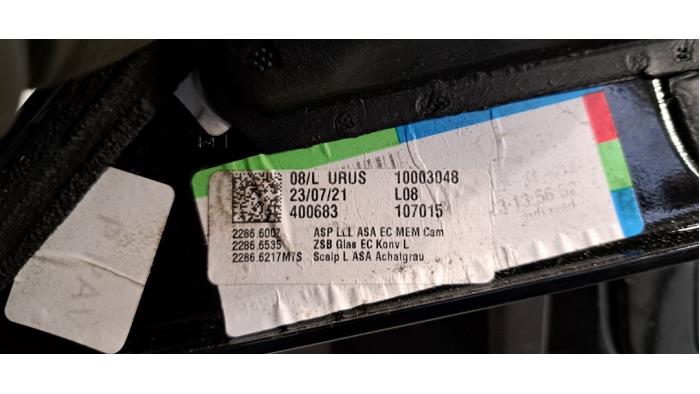 08/L URUS 10003048
23/07/21 L08
400683 107015
2286.6002 ASP LLL ASA EC MEM Cam
2286.6535 ZSB Glas EC Konv L
2286.6217M7S Scalp L ASA Achatgrau